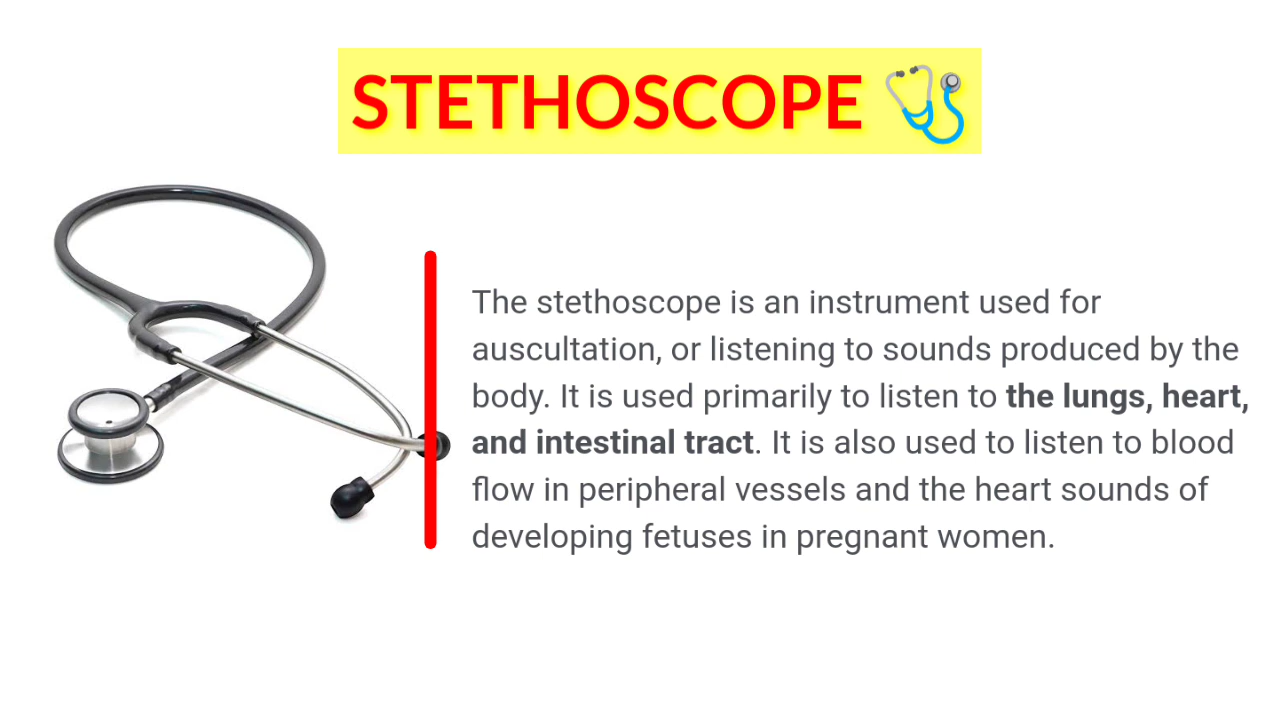 STETHOSCOPE 🩺
The stethoscope is an instrument used for
auscultation, or listening to sounds produced by the
body. It is used primarily to listen to the lungs, heart,
and intestinal tract. It is also used to listen to blood
flow in peripheral vessels and the heart sounds of
developing fetuses in pregnant women.